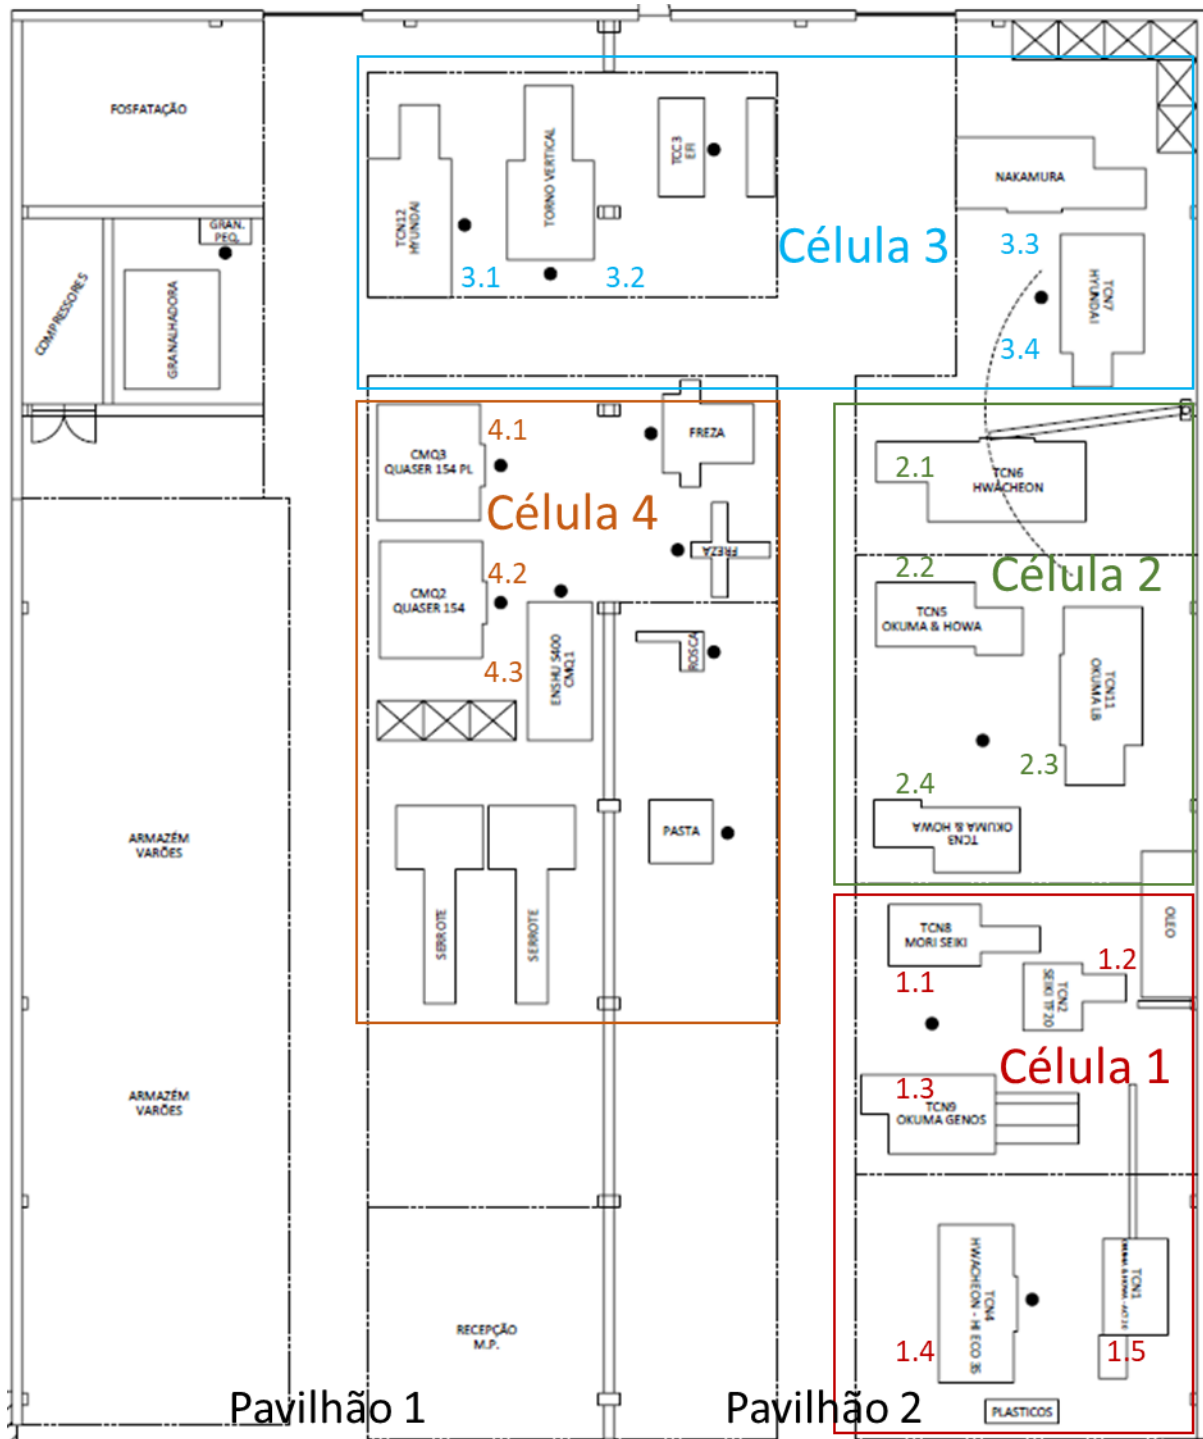 FOSFATAÇÃO
GRAN.
PEQ.
COMPRESSORES
GRANALHADORA
TCN12
HYUNDAI
TORNO VERTICAL
TCC 3
EFI
3.1
3.2
Célula 3
NAKAMURA
3.3
TCN7
HYUNDAI
3.4
CMQ3
QUASER 154 PL
4.1
FREZA
Célula 4
FREZA
CMQ2
QUASER 154
4.2
4.3
ENSHU S400
CMQ1
ROSCA
PASTA
SERROTE
SERROTE
2.1
TCN6
HWACHEON
2.2
Célula 2
TCN5
OKUMA & HOWA
TCN11
OKUMA LB
2.3
2.4
TCN3
OKUMA & HOWA
ARMAZÉM
VARÕES
ARMAZÉM
VARÕES
TCN8
MORI SEIKI
OLEO
1.1
1.2
TCN2
SEIKI TF 20
Célula 1
1.3
TCN9
OKUMA GENOS
TCN4
HWACHEON - HI ECO 35
1.4
TCN1
1.5
RECEPÇÃO
M.P.
PLASTICOS
Pavilhão 1
Pavilhão 2